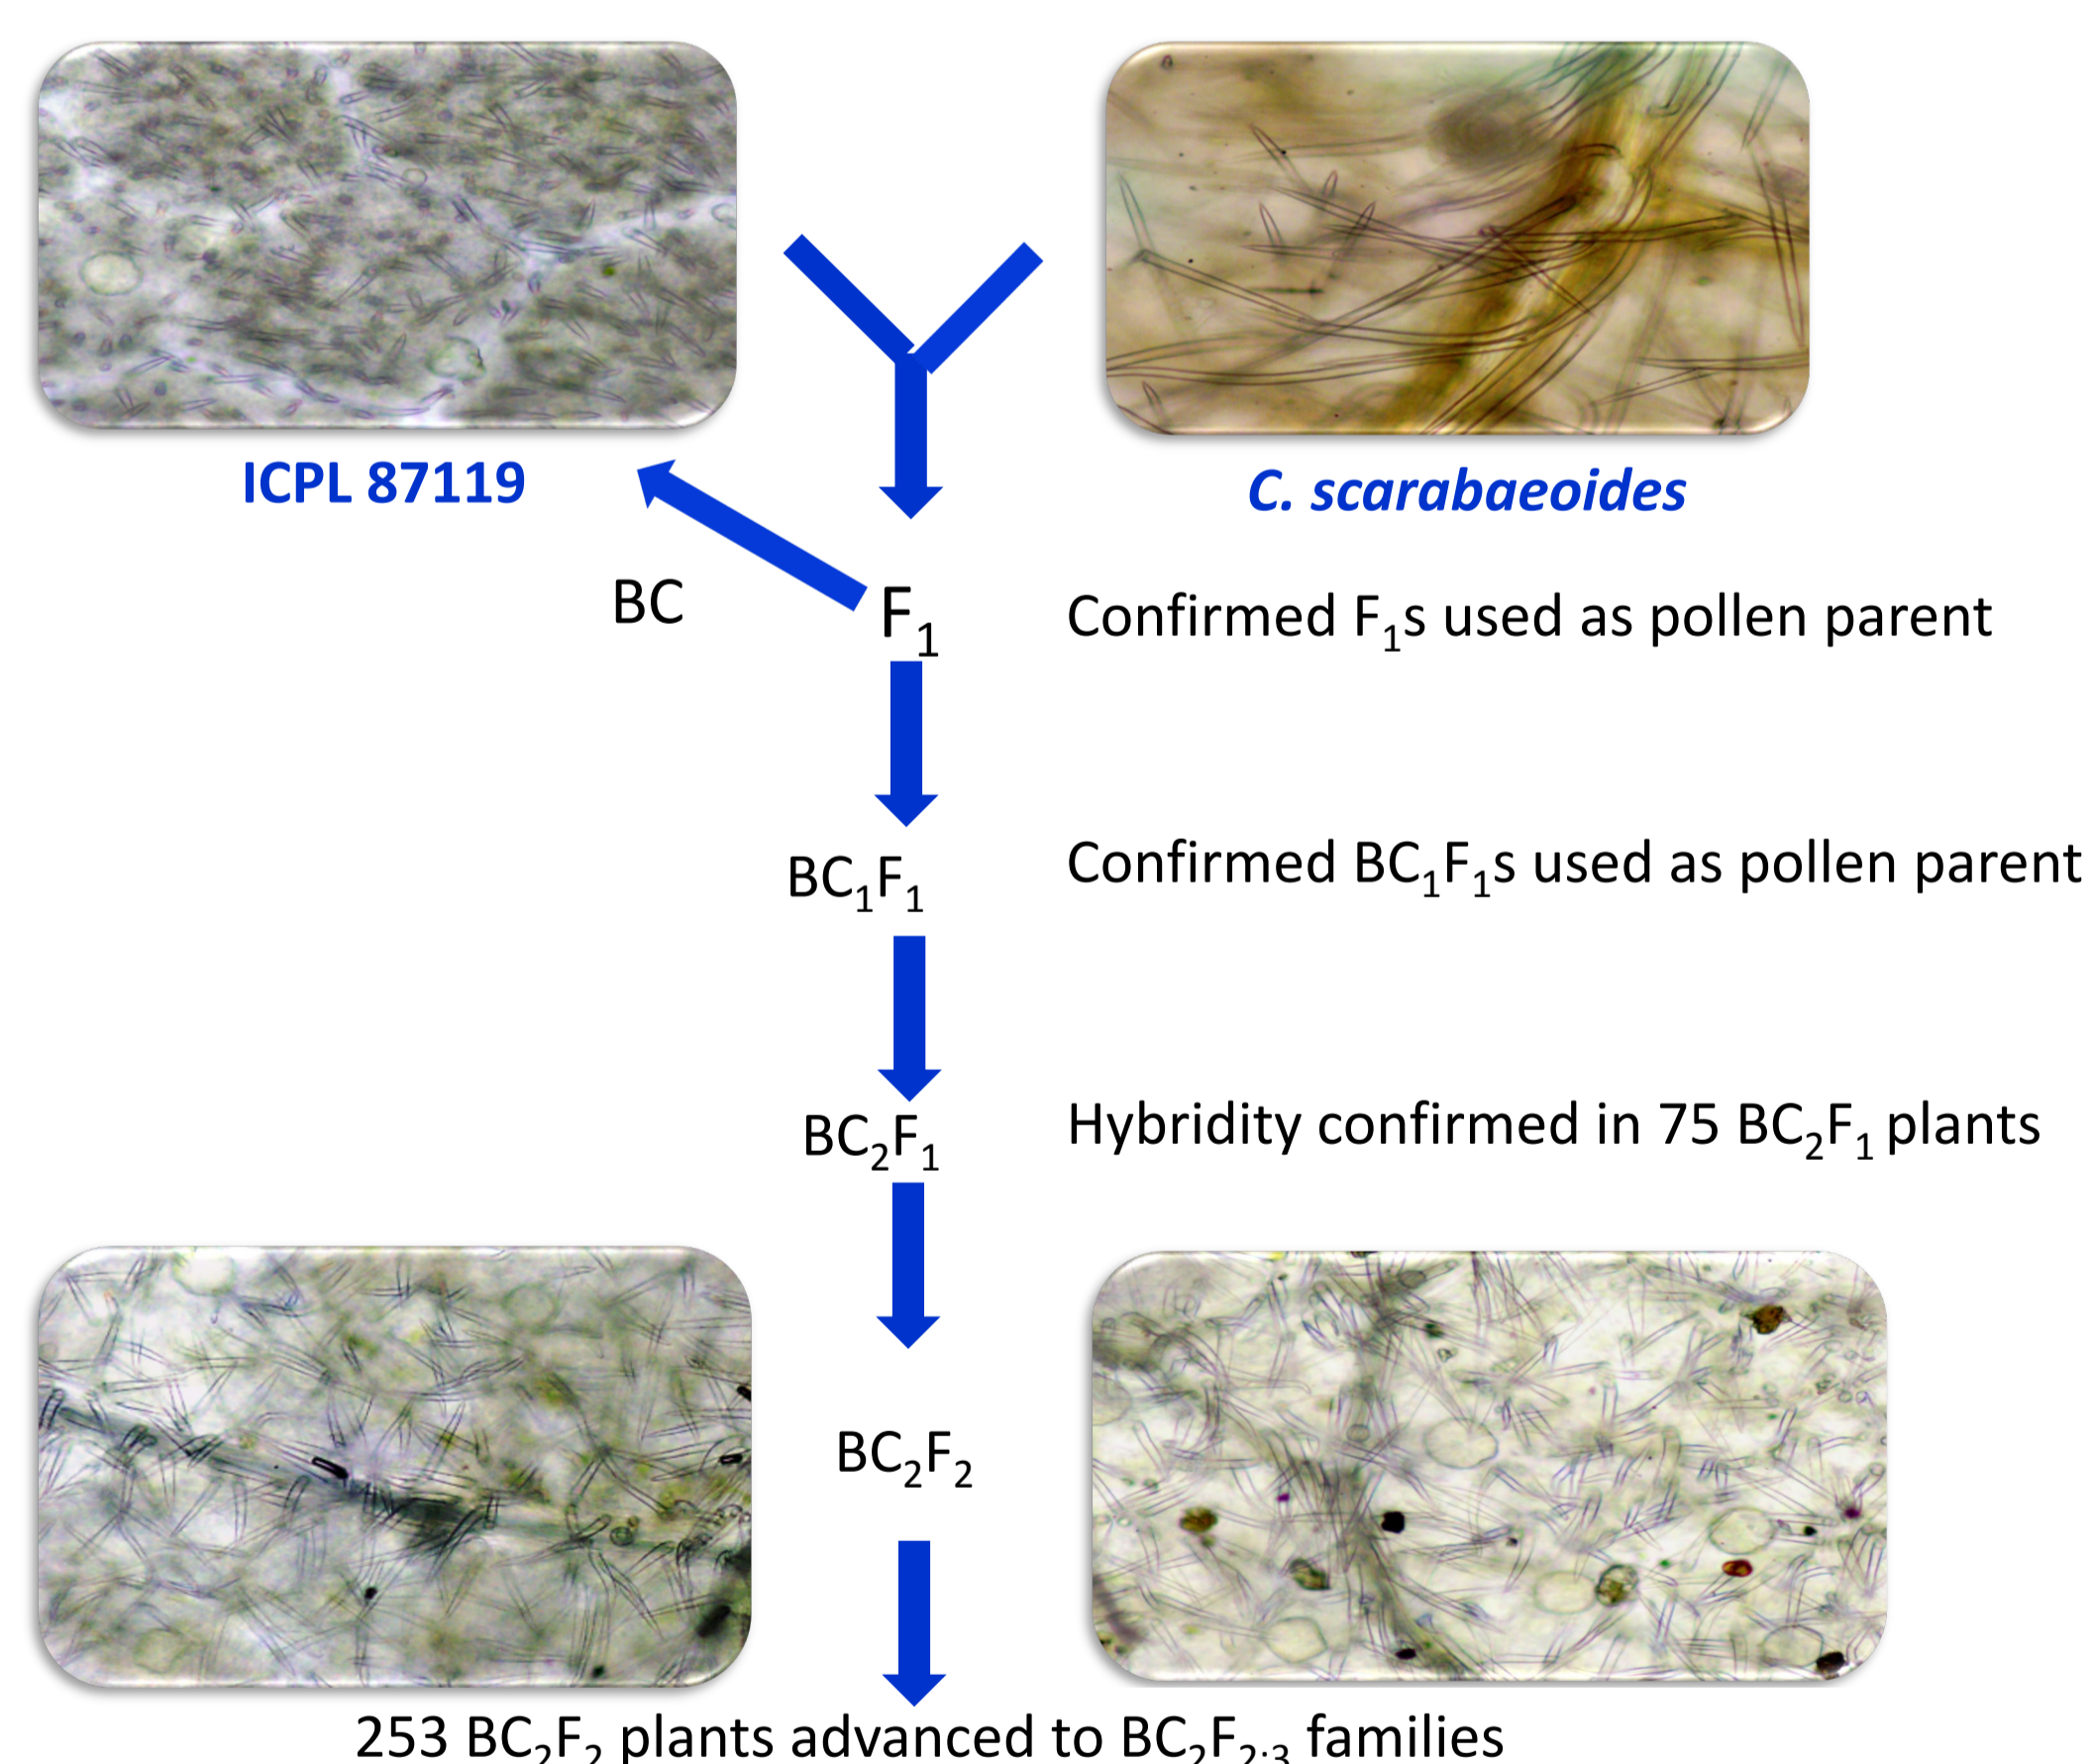 ICPL 87119
C. scarabaeoides
BC
F₁
Confirmed F₁s used as pollen parent
BC₁F₁
Confirmed BC₁F₁s used as pollen parent
BC₂F₁
Hybridity confirmed in 75 BC₂F₁ plants
BC₂F₂
253 BC₂F₂ plants advanced to BC₂F₂:₃ families